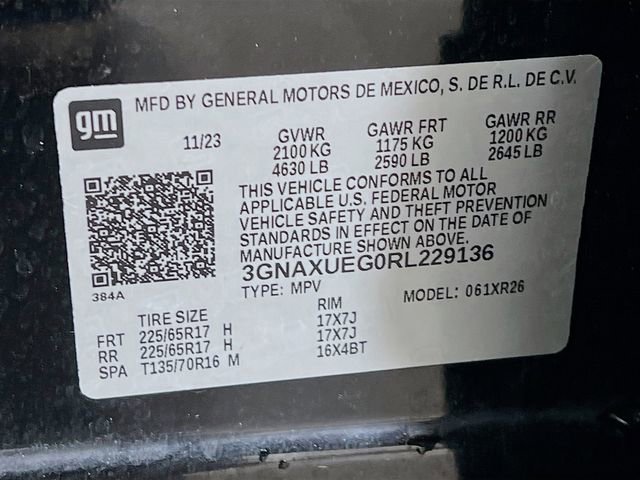 gm
MFD BY GENERAL MOTORS DE MEXICO, S. DE R.L. DE C.V.
11/23 GVWR GAWR FRT GAWR RR
2100 KG 1175 KG 1200 KG
4630 LB 2590 LB 2645 LB
THIS VEHICLE CONFORMS TO ALL
APPLICABLE U.S. FEDERAL MOTOR
VEHICLE SAFETY AND THEFT PREVENTION
STANDARDS IN EFFECT ON THE DATE OF
MANUFACTURE SHOWN ABOVE.
3GNAXUEG0RL229136
384A
TYPE: MPV MODEL: 061XR26
TIRE SIZE RIM
FRT 225/65R17 H 17X7J
RR 225/65R17 H 17X7J
SPA T135/70R16 M 16X4BT